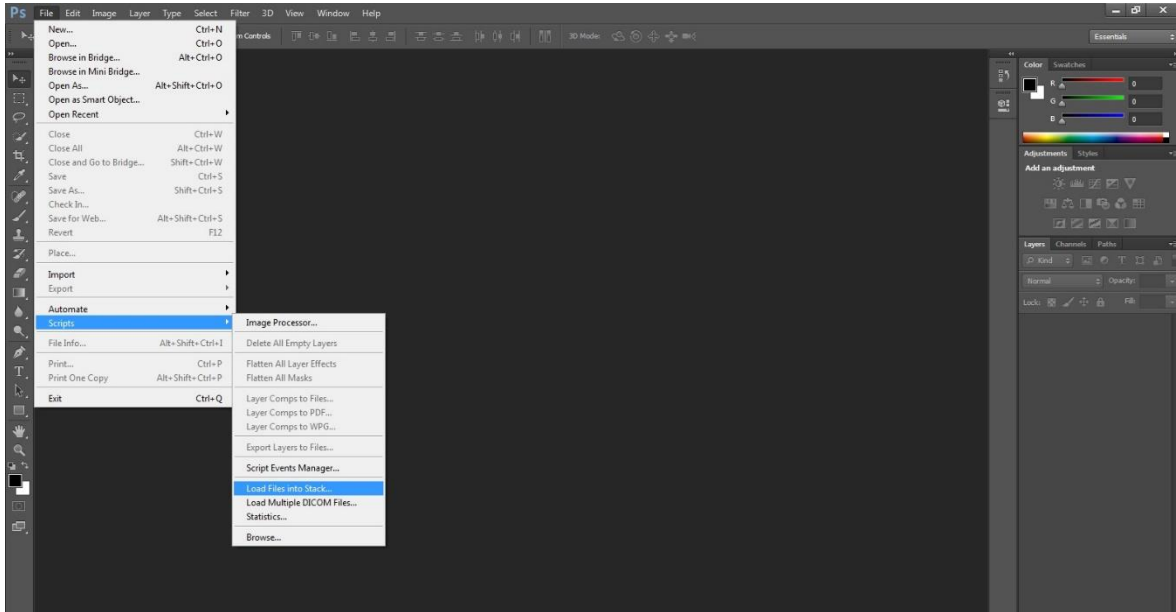 Ps File Edit Image Layer Type Select Filter 3D View Window Help
3D Mode:
Essentials
New... Ctrl+N
Open... Ctrl+O
Browse in Bridge... Alt+Ctrl+O
Browse in Mini Bridge...
Open As... Alt+Shift+Ctrl+O
Open as Smart Object...
Open Recent
Close Ctrl+W
Close All Alt+Ctrl+W
Close and Go to Bridge... Shift+Ctrl+W
Save Ctrl+S
Save As... Shift+Ctrl+S
Check In...
Save for Web... Alt+Shift+Ctrl+S
Revert F12
Place...
Import
Export
Automate
Scripts
File Info... Alt+Shift+Ctrl+I
Print... Ctrl+P
Print One Copy Alt+Shift+Ctrl+P
Exit Ctrl+Q
Image Processor...
Delete All Empty Layers
Flatten All Layer Effects
Flatten All Masks
Layer Comps to Files...
Layer Comps to PDF...
Layer Comps to WPG...
Export Layers to Files...
Script Events Manager...
Load Files into Stack...
Load Multiple DICOM Files...
Statistics...
Browse...
Color Swatches
R 0
G 0
B 0
Adjustments Styles
Add an adjustment
Layers Channels Paths
Kind
Normal Opacity:
Lock: Fill: